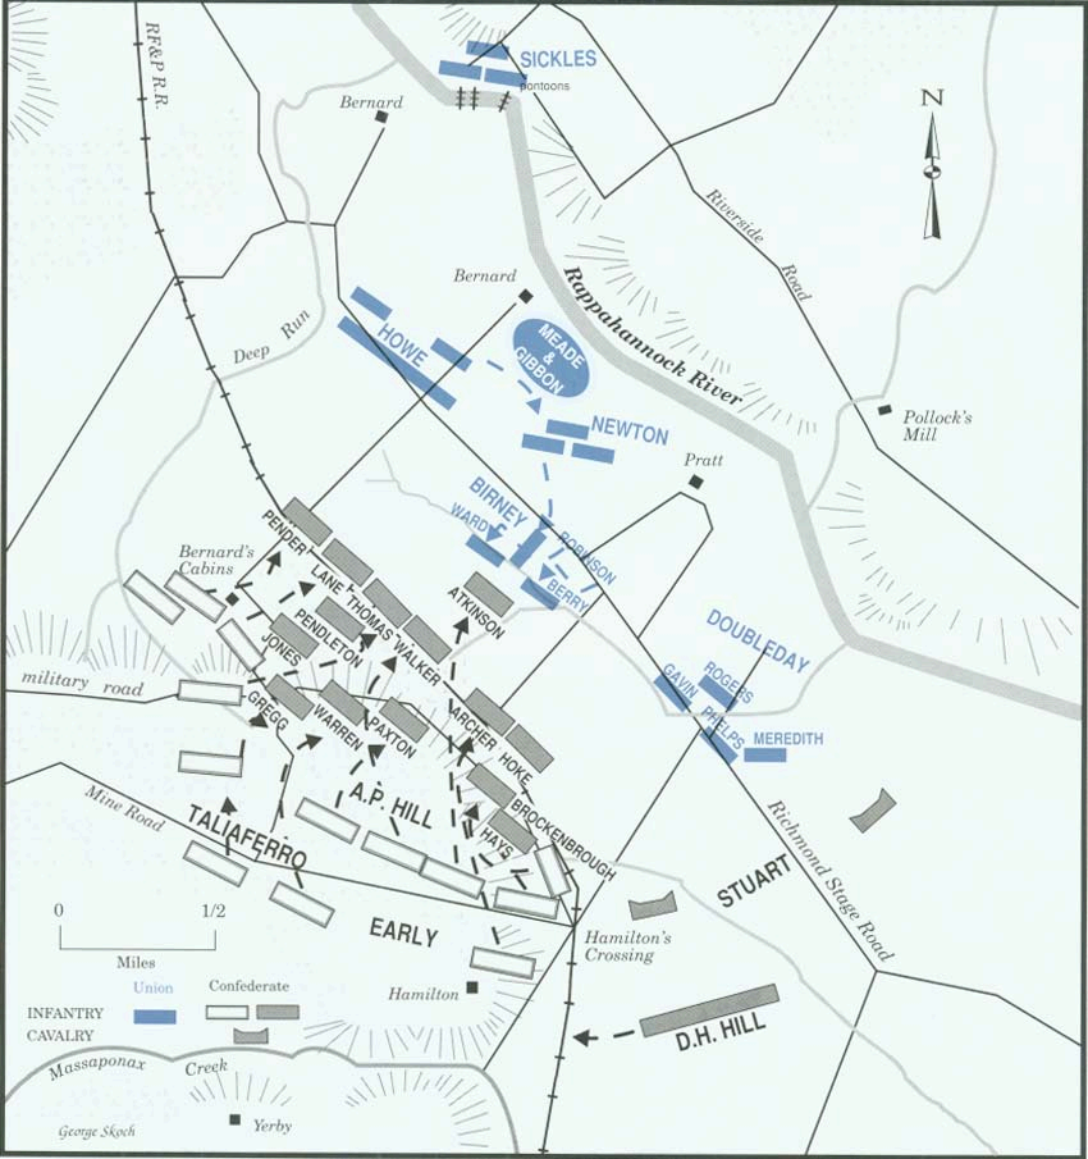 RF&P R.R.
SICKLES
pontoons
Bernard
N
Riverside
Road
Bernard
Rappahannock River
Deep Run
HOWE
MEADE
&
GIBBON
NEWTON
Pollock's
Mill
Pratt
BIRNEY
WARD
ROBINSON
BERRY
PENDER
Bernard's
Cabins
LANE
THOMAS
ATKINSON
PENDLETON
JONES
WALKER
DOUBLEDAY
military road
GAVIN
ROGERS
GREGG
WARREN
PAXTON
ARCHER
HOKE
PHELPS
MEREDITH
Mine Road
TALIAFERRO
A.P. HILL
HAYS
BROCKENBROUGH
Richmond Stage Road
STUART
EARLY
0 1/2
Miles
Hamilton's
Crossing
Union Confederate
Hamilton
INFANTRY
CAVALRY
D.H. HILL
Massaponax Creek
Yerby
George Skoch